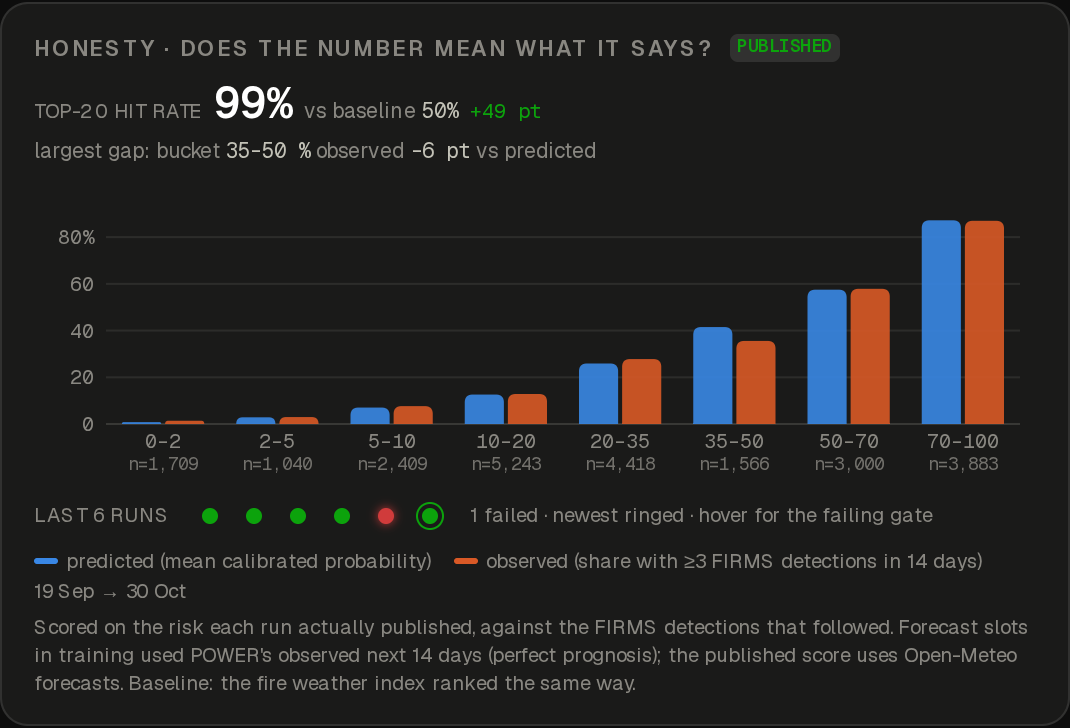 HONESTY · DOES THE NUMBER MEAN WHAT IT SAYS? PUBLISHED
TOP-20 HIT RATE 99% vs baseline 50% +49 pt
largest gap: bucket 35-50 % observed -6 pt vs predicted
80%
60
40
20
0
0-2 2-5 5-10 10-20 20-35 35-50 50-70 70-100
n=1,709 n=1,040 n=2,409 n=5,243 n=4,418 n=1,566 n=3,000 n=3,883
LAST 6 RUNS 1 failed · newest ringed · hover for the failing gate
predicted (mean calibrated probability) observed (share with ≥3 FIRMS detections in 14 days)
19 Sep → 30 Oct
Scored on the risk each run actually published, against the FIRMS detections that followed. Forecast slots
in training used POWER's observed next 14 days (perfect prognosis); the published score uses Open-Meteo
forecasts. Baseline: the fire weather index ranked the same way.